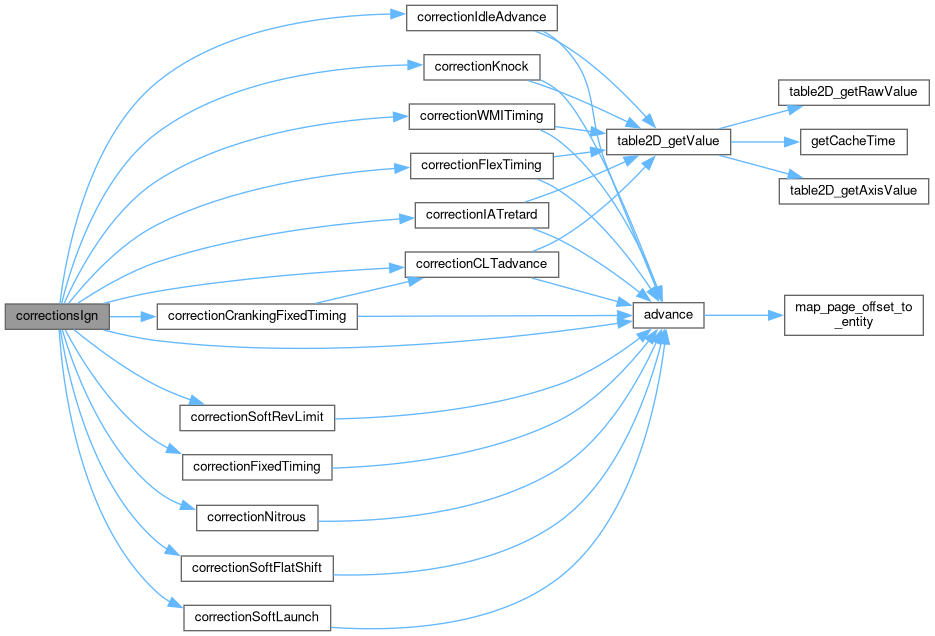 correctionIdleAdvance
correctionKnock
table2D_getRawValue
correctionWMITiming
table2D_getValue
getCacheTime
correctionFlexTiming
table2D_getAxisValue
correctionIATretard
correctionCLTadvance
correctionsIgn
correctionCrankingFixedTiming
advance
map_page_offset_to
_entity
correctionSoftRevLimit
correctionFixedTiming
correctionNitrous
correctionSoftFlatShift
correctionSoftLaunch